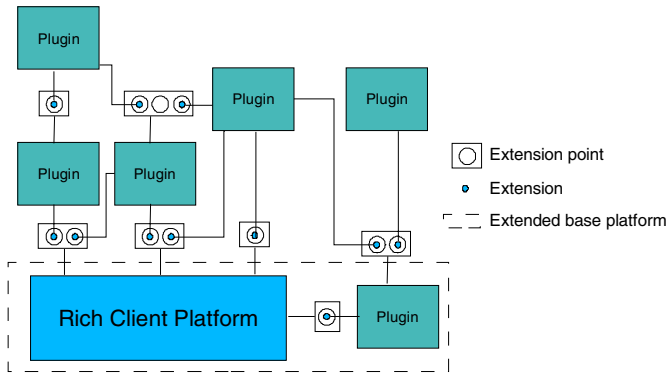 Plugin
Plugin
Plugin
Plugin
Plugin
Extension point
Extension
Extended base platform
Rich Client Platform
Plugin